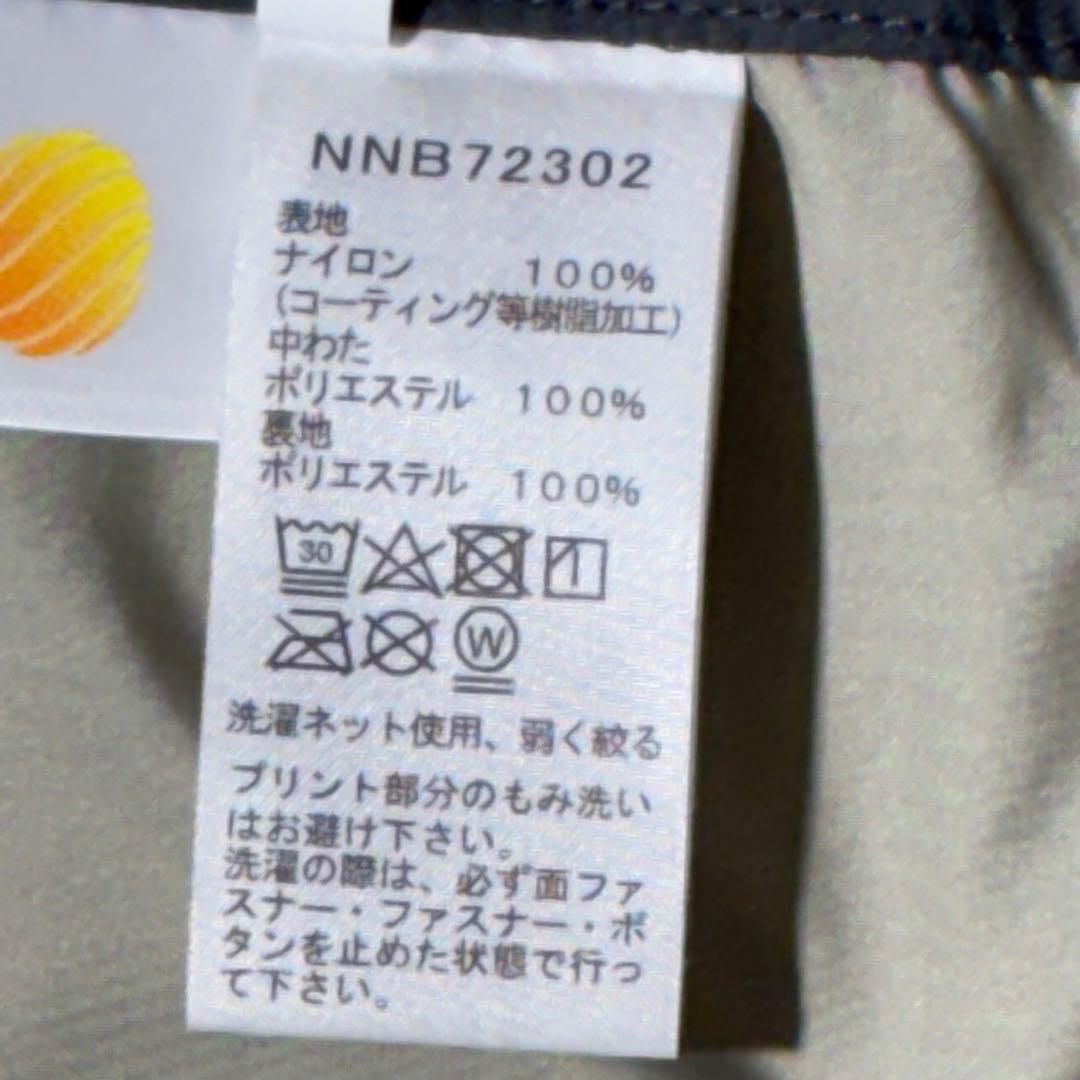 NNB72302
表地
ナイロン 100%
(コーティング等樹脂加工)
中わた
ポリエステル 100%
裏地
ポリエステル 100%
30
W
洗濯ネット使用、弱く絞る
プリント部分のもみ洗い
はお避け下さい。
洗濯の際は、必ず面ファ
スナー・ファスナー・ボ
タンを止めた状態で行っ
て下さい。